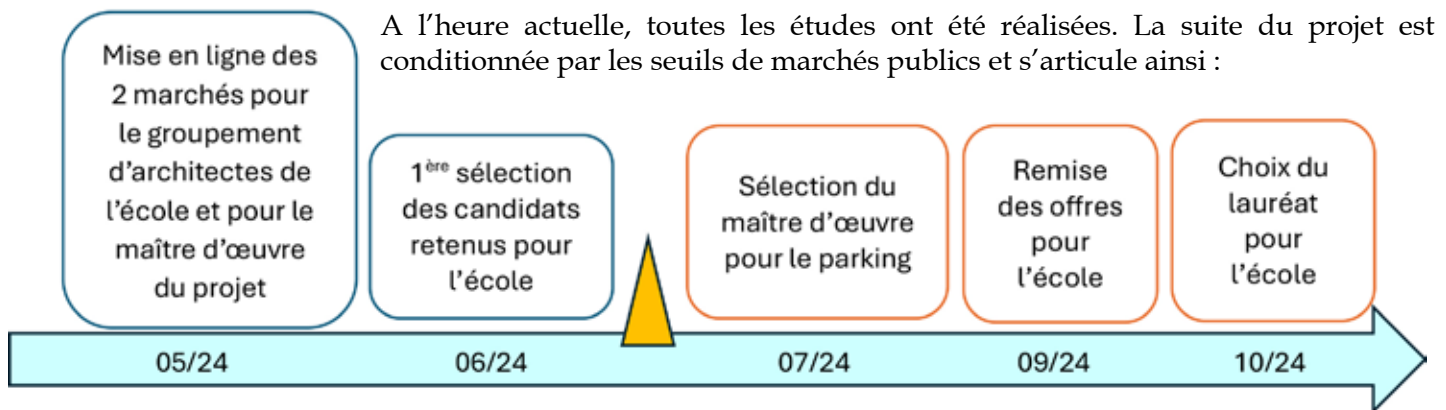 A l’heure actuelle, toutes les études ont été réalisées. La suite du projet est
conditionnée par les seuils de marchés publics et s’articule ainsi :
Mise en ligne des
2 marchés pour
le groupement
d’architectes de
l’école et pour le
maître d’œuvre
du projet
1ère sélection
des candidats
retenus pour
l’école
Sélection du
maître d’œuvre
pour le parking
Remise
des offres
pour
l’école
Choix du
lauréat
pour
l’école
05/24
06/24
07/24
09/24
10/24